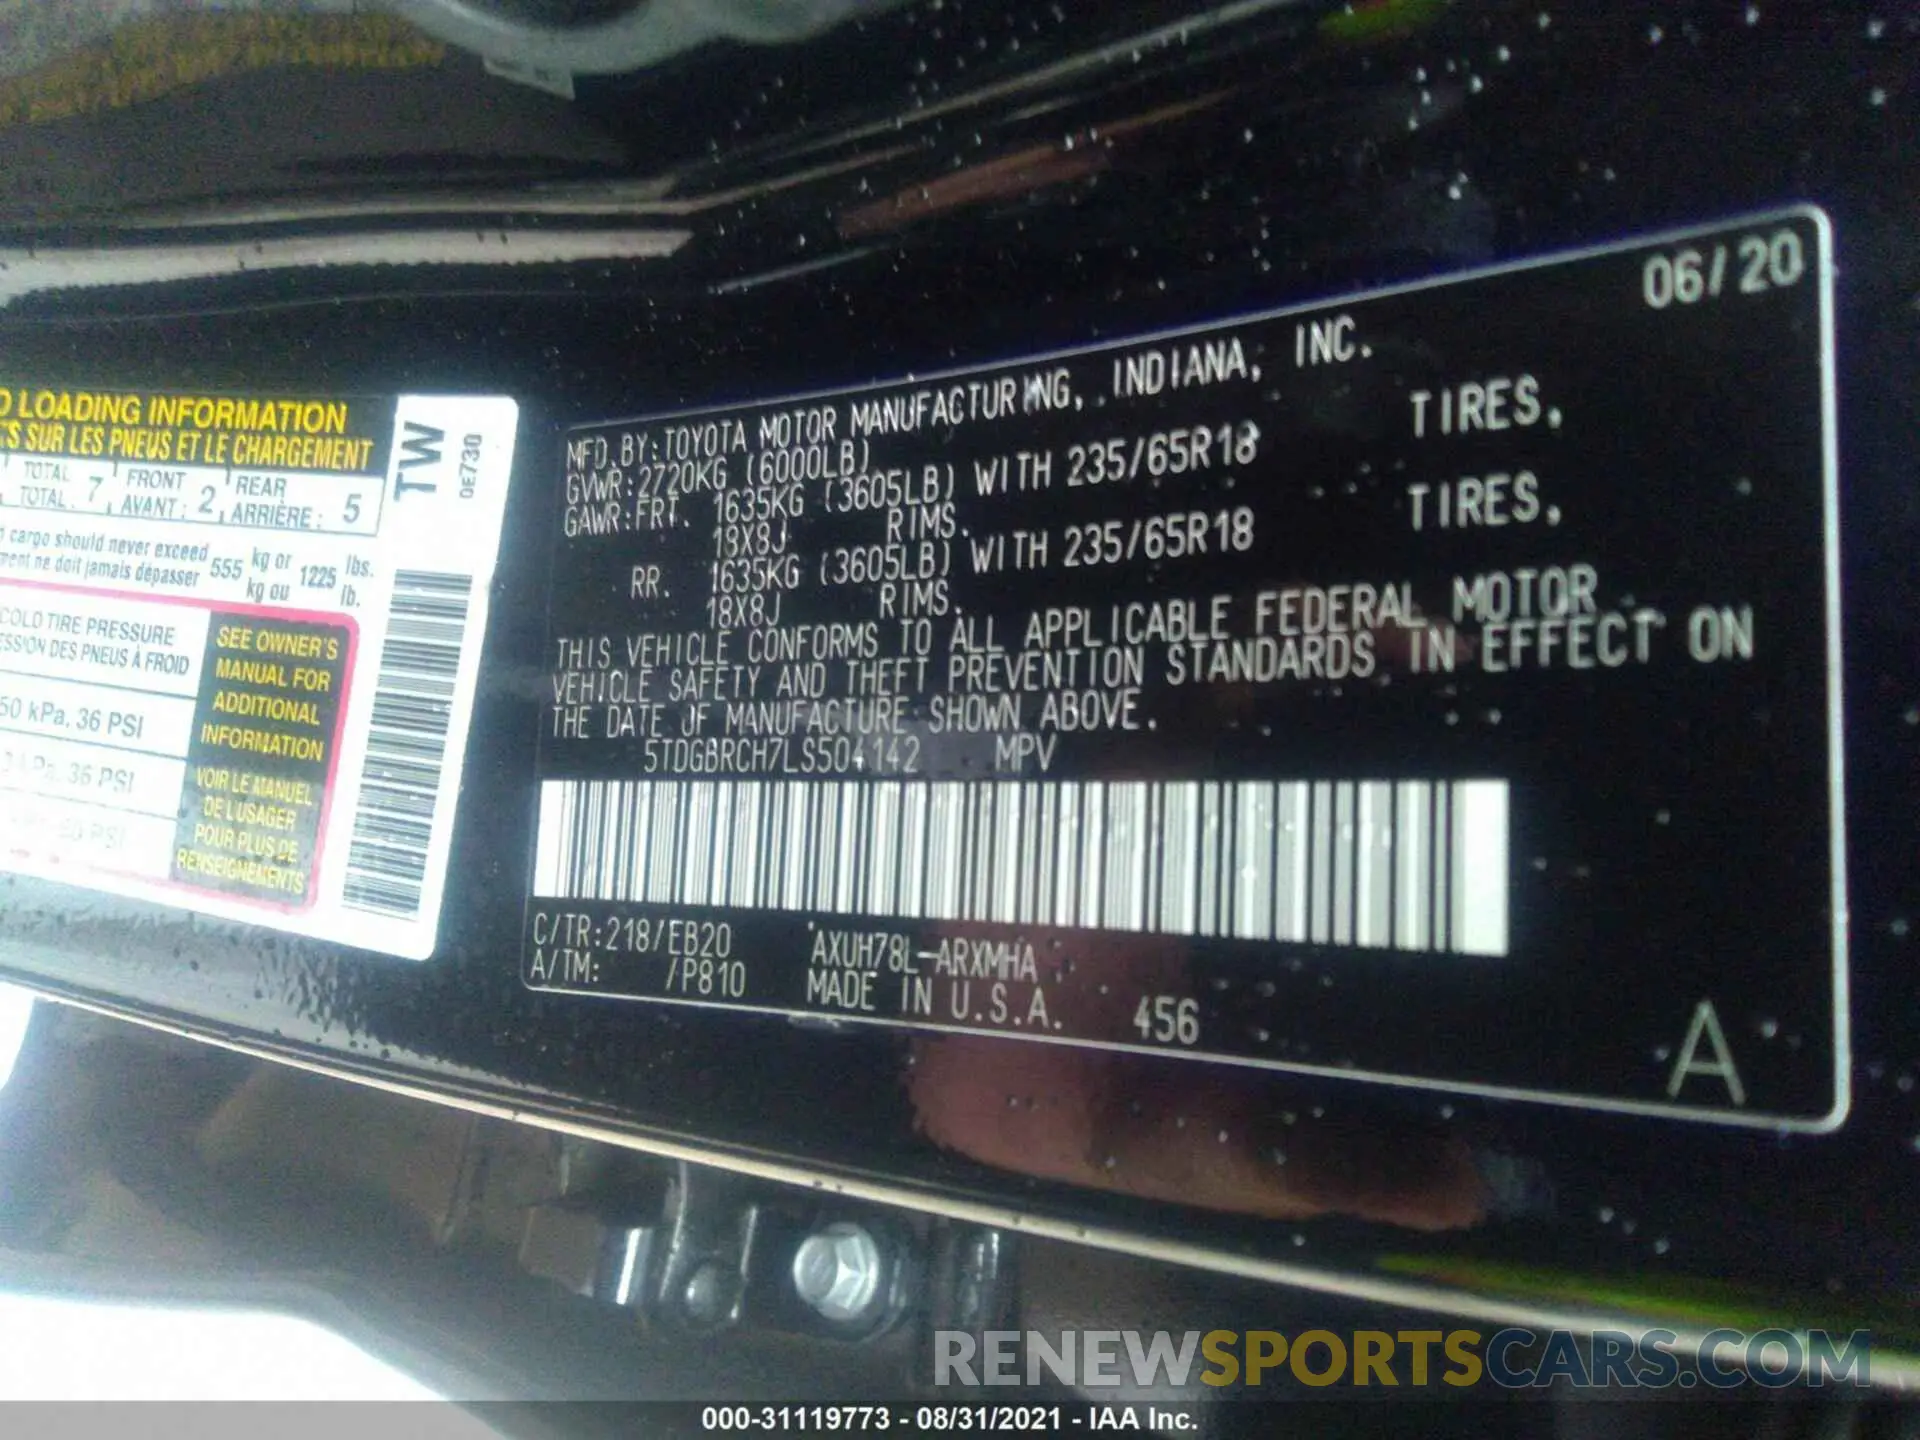 LOADING INFORMATION
SUR LES PNEUS ET LE CHARGEMENT
TOTAL 7 FRONT 2 REAR 5
TOTAL : AVANT : ARRIÈRE :
cargo should never exceed 555 kg or 1225 lbs.
ne doit jamais dépasser kg ou lb.
COLD TIRE PRESSURE
DES PNEUS À FROID
50 kPa, 36 PSI
kPa, 36 PSI
60 PSI
SEE OWNER'S
MANUAL FOR
ADDITIONAL
INFORMATION
VOIR LE MANUEL
DE L'USAGER
POUR PLUS DE
RENSEIGNEMENTS
TW
0E730
06/20
MFD. BY: TOYOTA MOTOR MANUFACTURING, INDIANA, INC.
GVWR: 2720KG (6000LB)
GAWR: FRT. 1635KG (3605LB) WITH 235/65R18 TIRES,
18X8J RIMS.
RR. 1635KG (3605LB) WITH 235/65R18 TIRES,
18X8J RIMS.
THIS VEHICLE CONFORMS TO ALL APPLICABLE FEDERAL MOTOR
VEHICLE SAFETY AND THEFT PREVENTION STANDARDS IN EFFECT ON
THE DATE OF MANUFACTURE SHOWN ABOVE.
5TDGBRCH7LS504142 MPV
C/TR: 218/EB20 AXUH78L-ARXMHA
A/TM: /P810 MADE IN U.S.A. 456
A
RENEWSPORTSCARS.COM
000-31119773 - 08/31/2021 - IAA Inc.